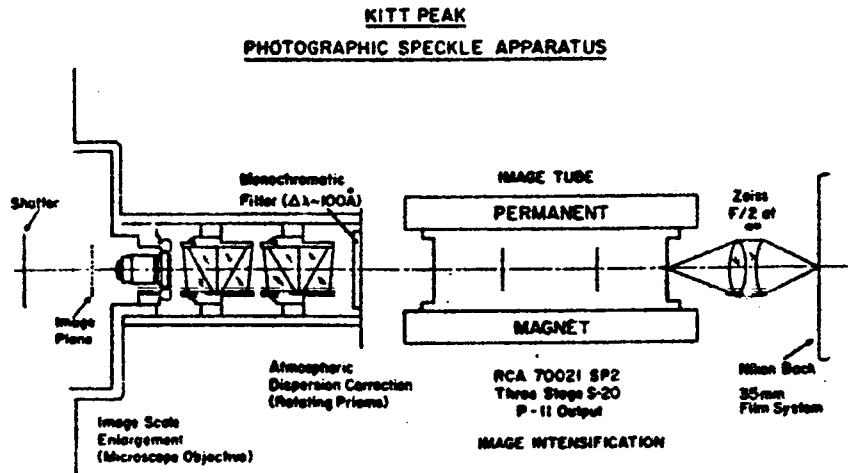 KITT PEAK
PHOTOGRAPHIC SPECKLE APPARATUS
Shutter
Monochromatic
Filter (Δλ~100Å)
IMAGE TUBE
PERMANENT
Zeiss
F/2 at
∞
Image
Plane
MAGNET
Image Scale
Enlargement
(Microscope Objective)
Atmospheric
Dispersion Correction
(Rotating Prisms)
RCA 70021 SP2
Three Stage S-20
P-11 Output
IMAGE INTENSIFICATION
Nikon Back
35mm
Film System